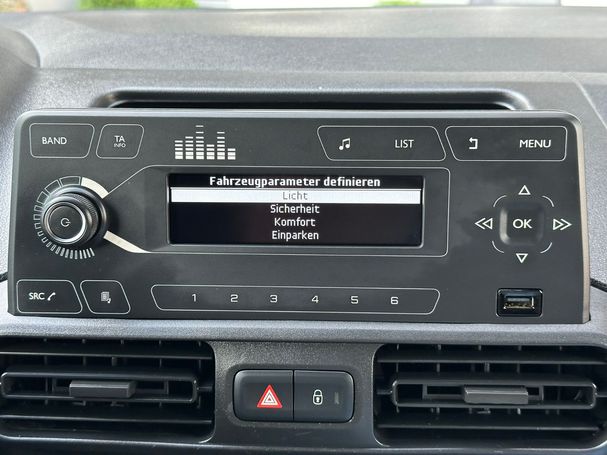 BAND
TA
INFO
LIST
MENU
Fahrzeugparameter definieren
Licht
Sicherheit
Komfort
Einparken
OK
SRC
1 2 3 4 5 6